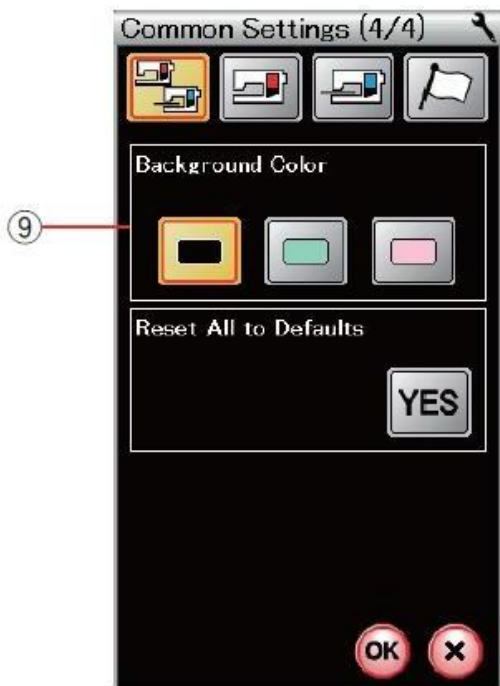 Common Settings (4/4)
⑨
Background Color
Reset All to Defaults
YES
OK